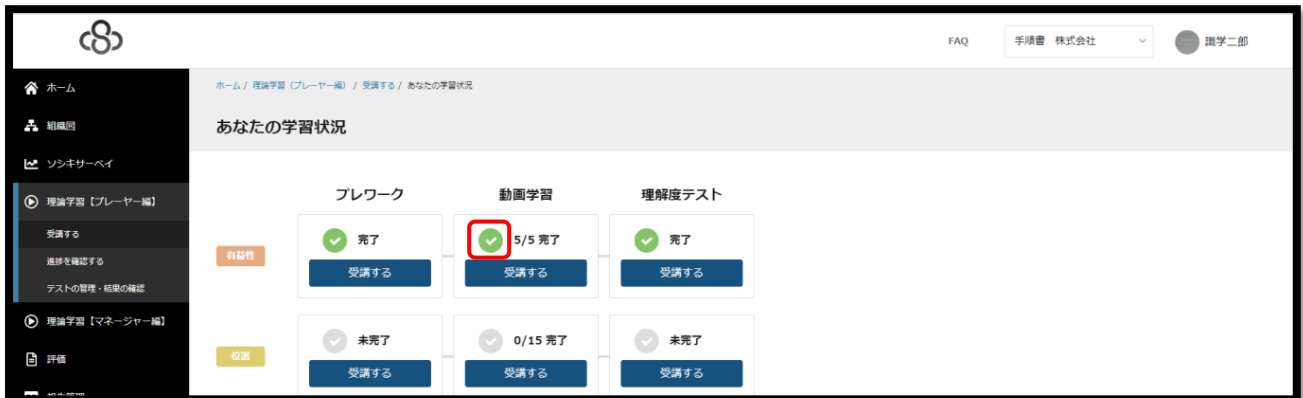 FAQ
手順書 株式会社
識学二郎
ホーム
組織図
ソシキサーベイ
理論学習【プレーヤー編】
受講する
進捗を確認する
テストの管理・結果の確認
理論学習【マネージャー編】
評価
ホーム / 理論学習（プレーヤー編） / 受講する / あなたの学習状況
あなたの学習状況
プレワーク
動画学習
理解度テスト
有益性
完了
受講する
5/5 完了
受講する
完了
受講する
位置
未完了
受講する
0/15 完了
受講する
未完了
受講する